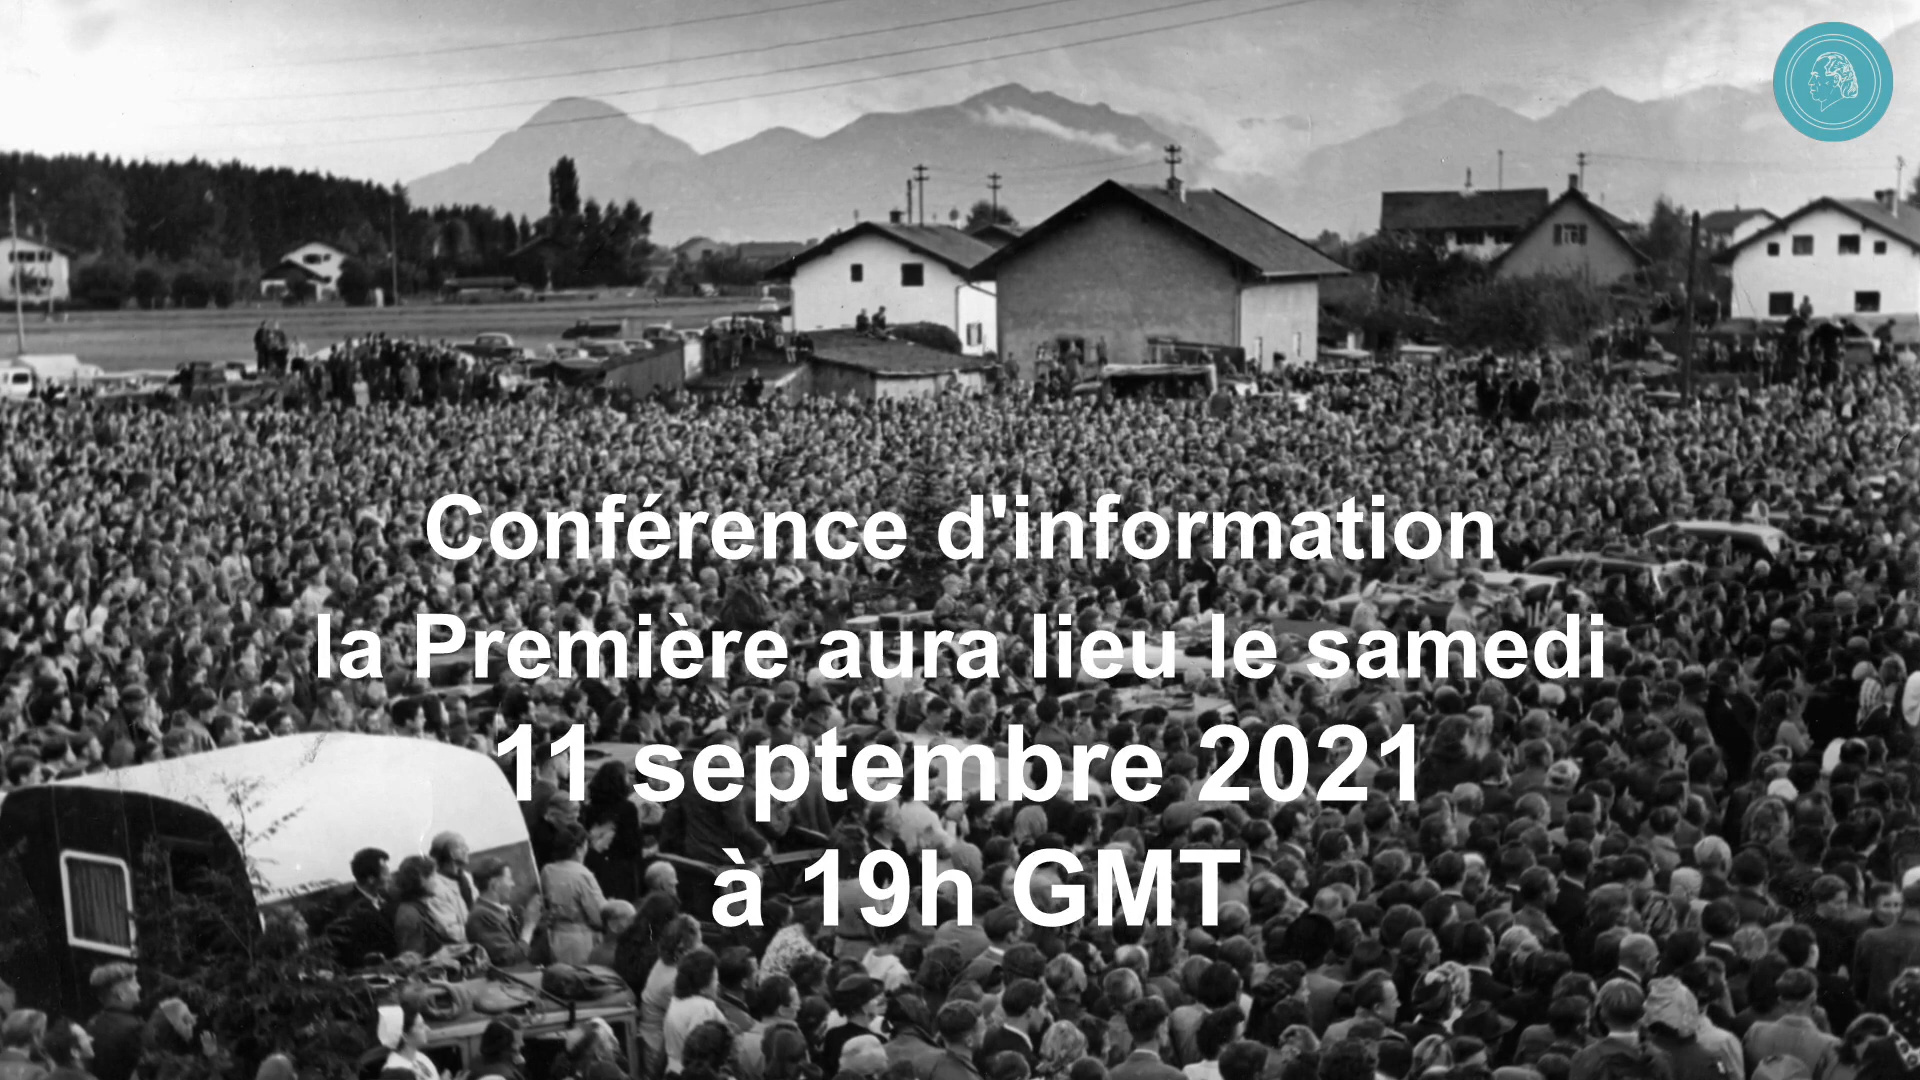 Conférence d'information
la Première aura lieu le samedi
11 septembre 2021
à 19h GMT